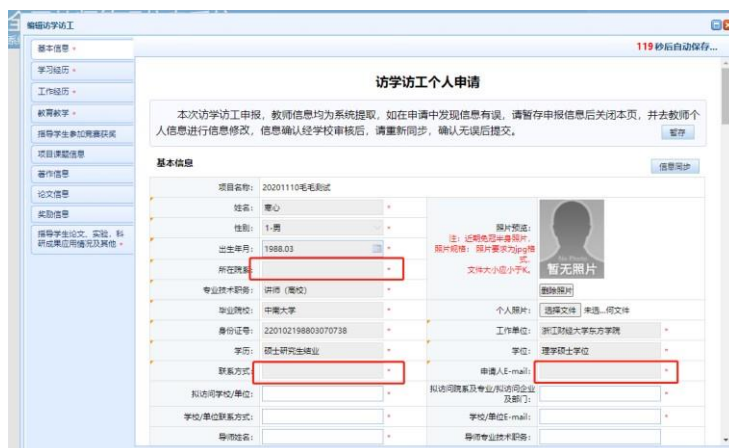 编辑访学访工
119 秒后自动保存...
基本信息 *
学习经历 *
工作经历 *
教育教学 *
指导学生参加竞赛获奖
项目课题信息
著作信息
论文信息
奖励信息
指导学生论文、实验、科
研成果应用情况及其他 *
访学访工个人申请
本次访学访工申报，教师信息均为系统提取，如在申请中发现信息有误，请暂存申报信息后关闭本页，并去教师个
人信息进行信息修改，信息确认经学校审核后，请重新同步，确认无误后提交。
暂存
基本信息
信息同步
项目名称： 20201110毛毛测试
姓名： 意心 *
性别： 1-男 *
出生年月： 1988.03 *
所在院系： *
专业技术职务： 讲师（高校） *
照片预览：
注：近期免冠半身照片，
照片规格：照片要求为jpg格
式，
文件大小应小于K。
No Photo
暂无照片
删除照片
毕业院校： 中南大学 *
个人照片： 选择文件 未选...何文件
身份证号： 220102198803070738 *
工作单位： 浙江财经大学东方学院 *
学历： 硕士研究生结业 *
学位： 理学硕士学位 *
联系方式： *
申请人E-mail： *
拟访问学校/单位： *
拟访问院系及专业/拟访问企业
及部门： *
学校/单位联系方式： *
学校/单位E-mail： *
导师姓名： *
导师专业技术职务： *